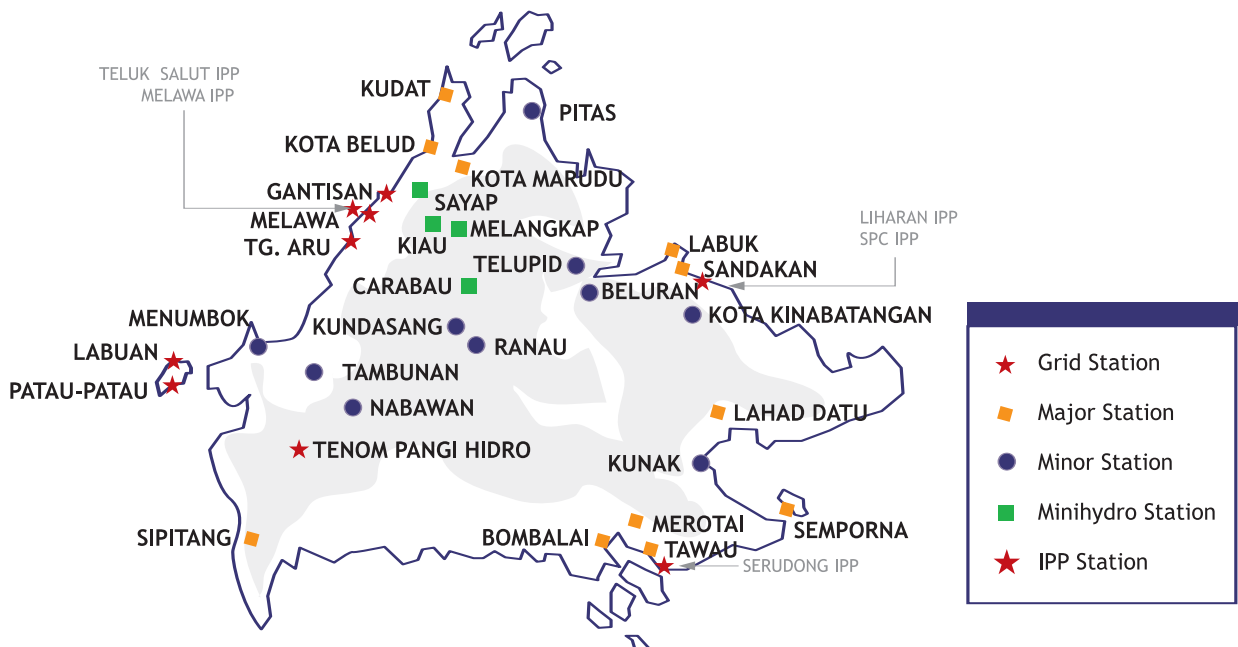 TELUK SALUT IPP
MELAWA IPP
KUDAT
PITAS
KOTA BELUD
KOTA MARUDU
GANTISAN
SAYAP
MELAWA
KIAU
MELANGKAP
TG. ARU
LIHARAN IPP
SPC IPP
LABUK
SANDAKAN
TELUPID
CARABAU
BELURAN
KOTA KINABATANGAN
MENUMBOK
KUNDASANG
RANAU
LABUAN
TAMBUNAN
PATAU-PATAU
NABAWAN
LAHAD DATU
TENOM PANGI HIDRO
KUNAK
SIPITANG
BOMBALAI
MEROTAI
TAWAU
SEMPORNA
SERUDONG IPP
Grid Station
Major Station
Minor Station
Minihydro Station
IPP Station